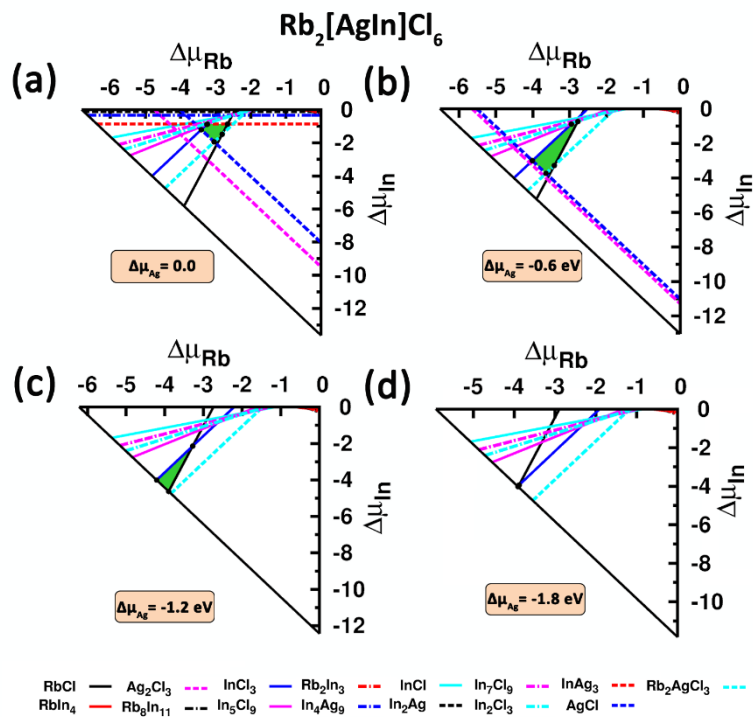 Rb2[AgIn]Cl6
(a)
ΔμRb
-6 -5 -4 -3 -2 -1 0
0
-2
-4
-6
-8
-10
-12
ΔμIn
ΔμAg= 0.0
(b)
ΔμRb
-6 -5 -4 -3 -2 -1 0
0
-2
-4
-6
-8
-10
-12
ΔμIn
ΔμAg= -0.6 eV
(c)
ΔμRb
-6 -5 -4 -3 -2 -1 0
0
-2
-4
-6
-8
-10
-12
ΔμIn
ΔμAg= -1.2 eV
(d)
ΔμRb
-5 -4 -3 -2 -1 0
0
-2
-4
-6
-8
-10
ΔμIn
ΔμAg= -1.8 eV
RbCl Ag2Cl3 InCl3 Rb2In3 InCl In7Cl9 InAg3 Rb2AgCl3
RbIn4 Rb8In11 In5Cl9 In4Ag9 In2Ag In2Cl3 AgCl